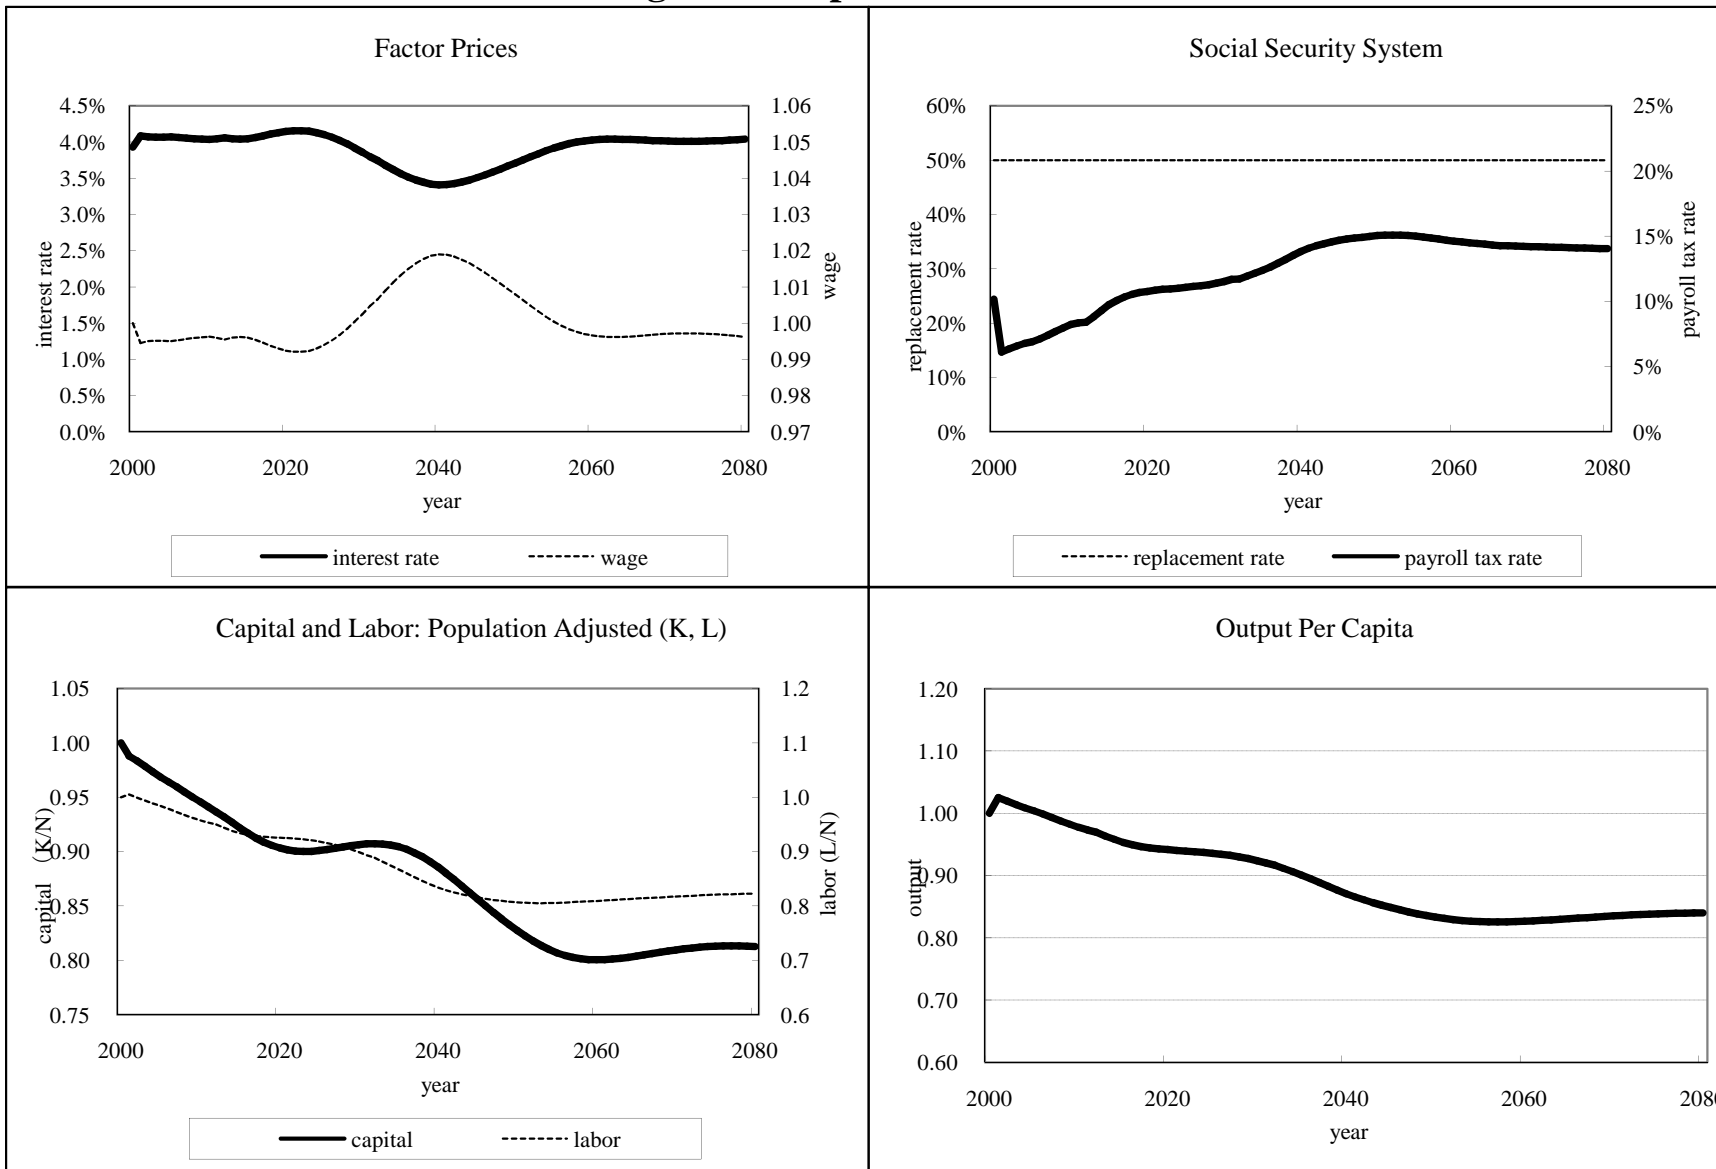 Factor Prices
4.5%
4.0%
3.5%
3.0%
2.5%
2.0%
1.5%
1.0%
0.5%
0.0%
interest rate
1.06
1.05
1.04
1.03
1.02
1.01
1.00
0.99
0.98
0.97
wage
2000 2020 2040 2060 2080
year
interest rate wage
Social Security System
60%
50%
40%
30%
20%
10%
0%
replacement rate
25%
20%
15%
10%
5%
0%
payroll tax rate
2000 2020 2040 2060 2080
year
replacement rate payroll tax rate
Capital and Labor: Population Adjusted (K, L)
1.05
1.00
0.95
0.90
0.85
0.80
0.75
capital (K/N)
1.2
1.1
1.0
0.9
0.8
0.7
0.6
labor (L/N)
2000 2020 2040 2060 2080
year
capital labor
Output Per Capita
1.20
1.10
1.00
0.90
0.80
0.70
0.60
output
2000 2020 2040 2060
year